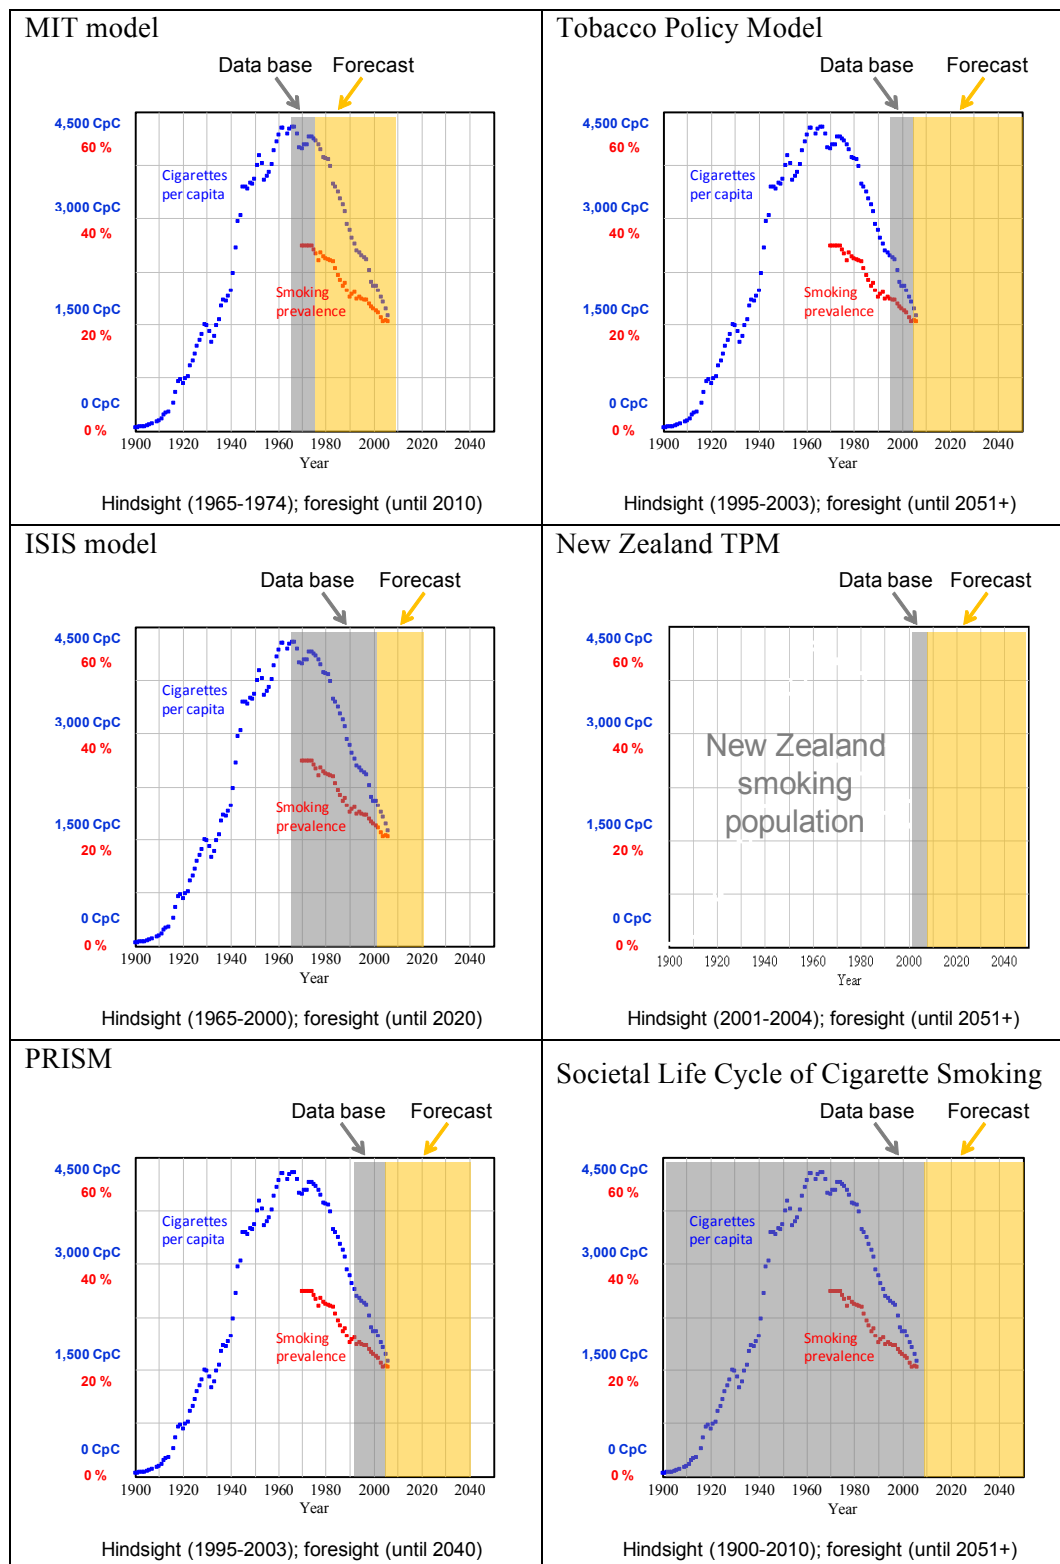 MIT model
Data base Forecast
4,500 CpC
60 %
Cigarettes
per capita
3,000 CpC
40 %
Smoking
prevalence
1,500 CpC
20 %
0 CpC
0 %
1900 1920 1940 1960 1980 2000 2020 2040
Year
Hindsight (1965-1974); foresight (until 2010)
Tobacco Policy Model
Data base Forecast
4,500 CpC
60 %
Cigarettes
per capita
3,000 CpC
40 %
Smoking
prevalence
1,500 CpC
20 %
0 CpC
0 %
1900 1920 1940 1960 1980 2000 2020 2040
Year
Hindsight (1995-2003); foresight (until 2051+)
ISIS model
Data base Forecast
4,500 CpC
60 %
Cigarettes
per capita
3,000 CpC
40 %
Smoking
prevalence
1,500 CpC
20 %
0 CpC
0 %
1900 1920 1940 1960 1980 2000 2020 2040
Year
Hindsight (1965-2000); foresight (until 2020)
New Zealand TPM
Data base Forecast
4,500 CpC
60 %
3,000 CpC
40 %
New Zealand
smoking
population
1,500 CpC
20 %
0 CpC
0 %
1900 1920 1940 1960 1980 2000 2020 2040
Year
Hindsight (2001-2004); foresight (until 2051+)
PRISM
Data base Forecast
4,500 CpC
60 %
Cigarettes
per capita
3,000 CpC
40 %
Smoking
prevalence
1,500 CpC
20 %
0 CpC
0 %
1900 1920 1940 1960 1980 2000 2020 2040
Year
Hindsight (1995-2003); foresight (until 2040)
Societal Life Cycle of Cigarette Smoking
Data base Forecast
4,500 CpC
60 %
Cigarettes
per capita
3,000 CpC
40 %
Smoking
prevalence
1,500 CpC
20 %
0 CpC
0 %
1900 1920 1940 1960 1980 2000 2020 2040
Year
Hindsight (1900-2010); foresight (until 2051+)